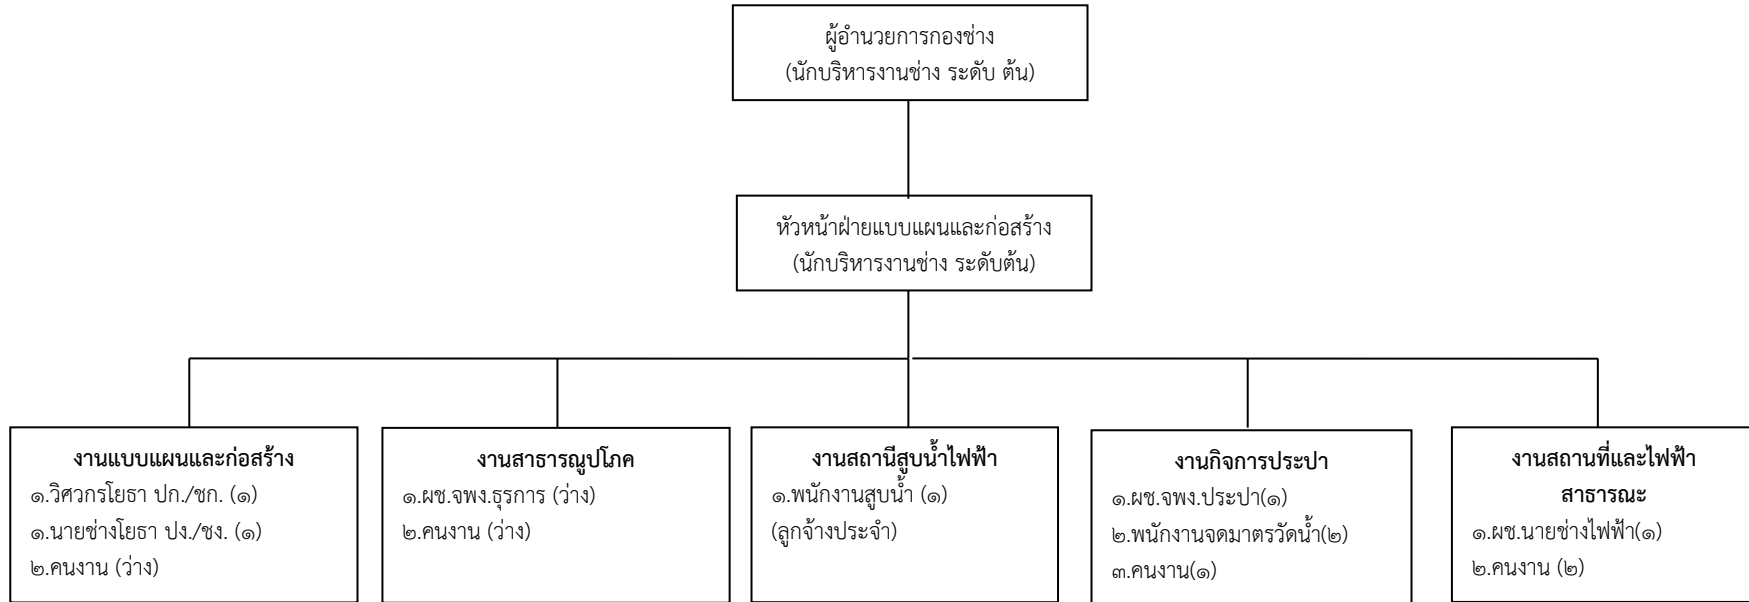 ผู้อำนวยการกองช่าง
(นักบริหารงานช่าง ระดับ ต้น)
หัวหน้าฝ่ายแบบแผนและก่อสร้าง
(นักบริหารงานช่าง ระดับต้น)
งานแบบแผนและก่อสร้าง
๑.วิศวกรโยธา ปก./ชก. (๑)
๑.นายช่างโยธา ปง./ชง. (๑)
๒.คนงาน (ว่าง)
งานสาธารณูปโภค
๑.ผช.จพง.ธุรการ (ว่าง)
๒.คนงาน (ว่าง)
งานสถานีสูบน้ำไฟฟ้า
๑.พนักงานสูบน้ำ (๑)
(ลูกจ้างประจำ)
งานกิจการประปา
๑.ผช.จพง.ประปา(๑)
๒.พนักงานจดมาตรวัดน้ำ(๒)
๓.คนงาน(๑)
งานสถานที่และไฟฟ้า
สาธารณะ
๑.ผช.นายช่างไฟฟ้า(๑)
๒.คนงาน (๒)